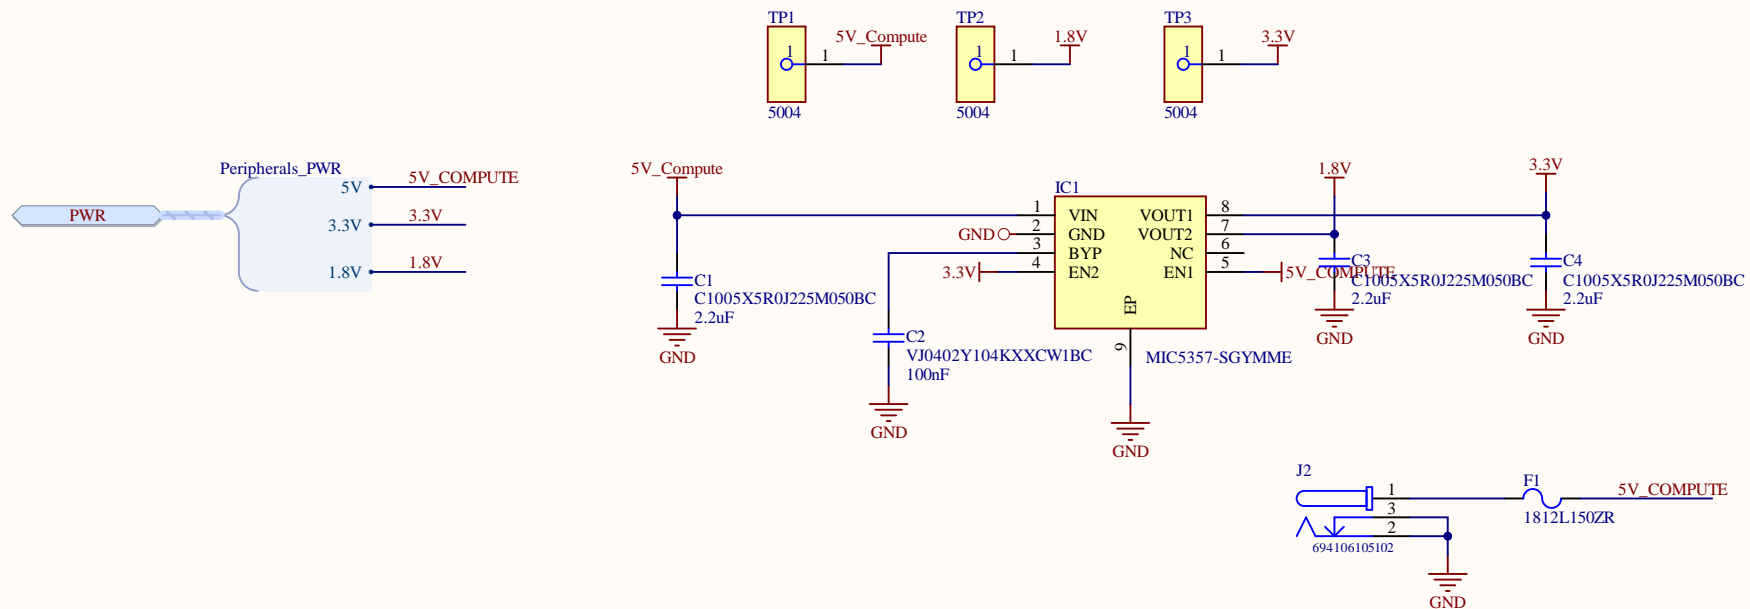 TP1
1
1
5V_Compute
5004
TP2
1
1
1.8V
5004
TP3
1
1
3.3V
5004
Peripherals_PWR
PWR
5V
5V_COMPUTE
3.3V
3.3V
1.8V
1.8V
5V_Compute
C1
C1005X5R0J225M050BC
2.2uF
GND
IC1
1
VIN
2
GND
GND
3
BYP
4
EN2
3.3V
VOUT1
8
VOUT2
7
NC
6
EN1
5
5V_COMPUTE
EP
9
MIC5357-SGYMME
GND
C2
VJ0402Y104KXXCW1BC
100nF
GND
1.8V
C3
C1005X5R0J225M050BC
2.2uF
GND
3.3V
C4
C1005X5R0J225M050BC
2.2uF
GND
J2
1
3
2
694106105102
GND
F1
1812L150ZR
5V_COMPUTE